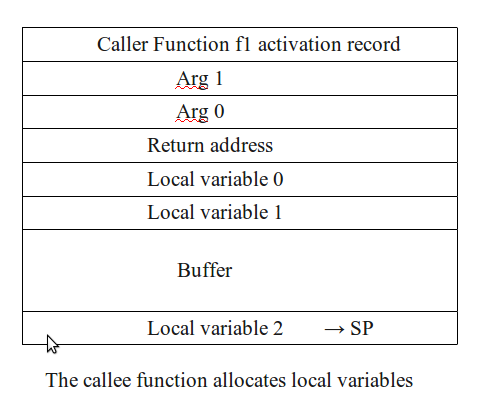 Caller Function f1 activation record
Arg 1
Arg 0
Return address
Local variable 0
Local variable 1
Buffer
Local variable 2 → SP
The callee function allocates local variables